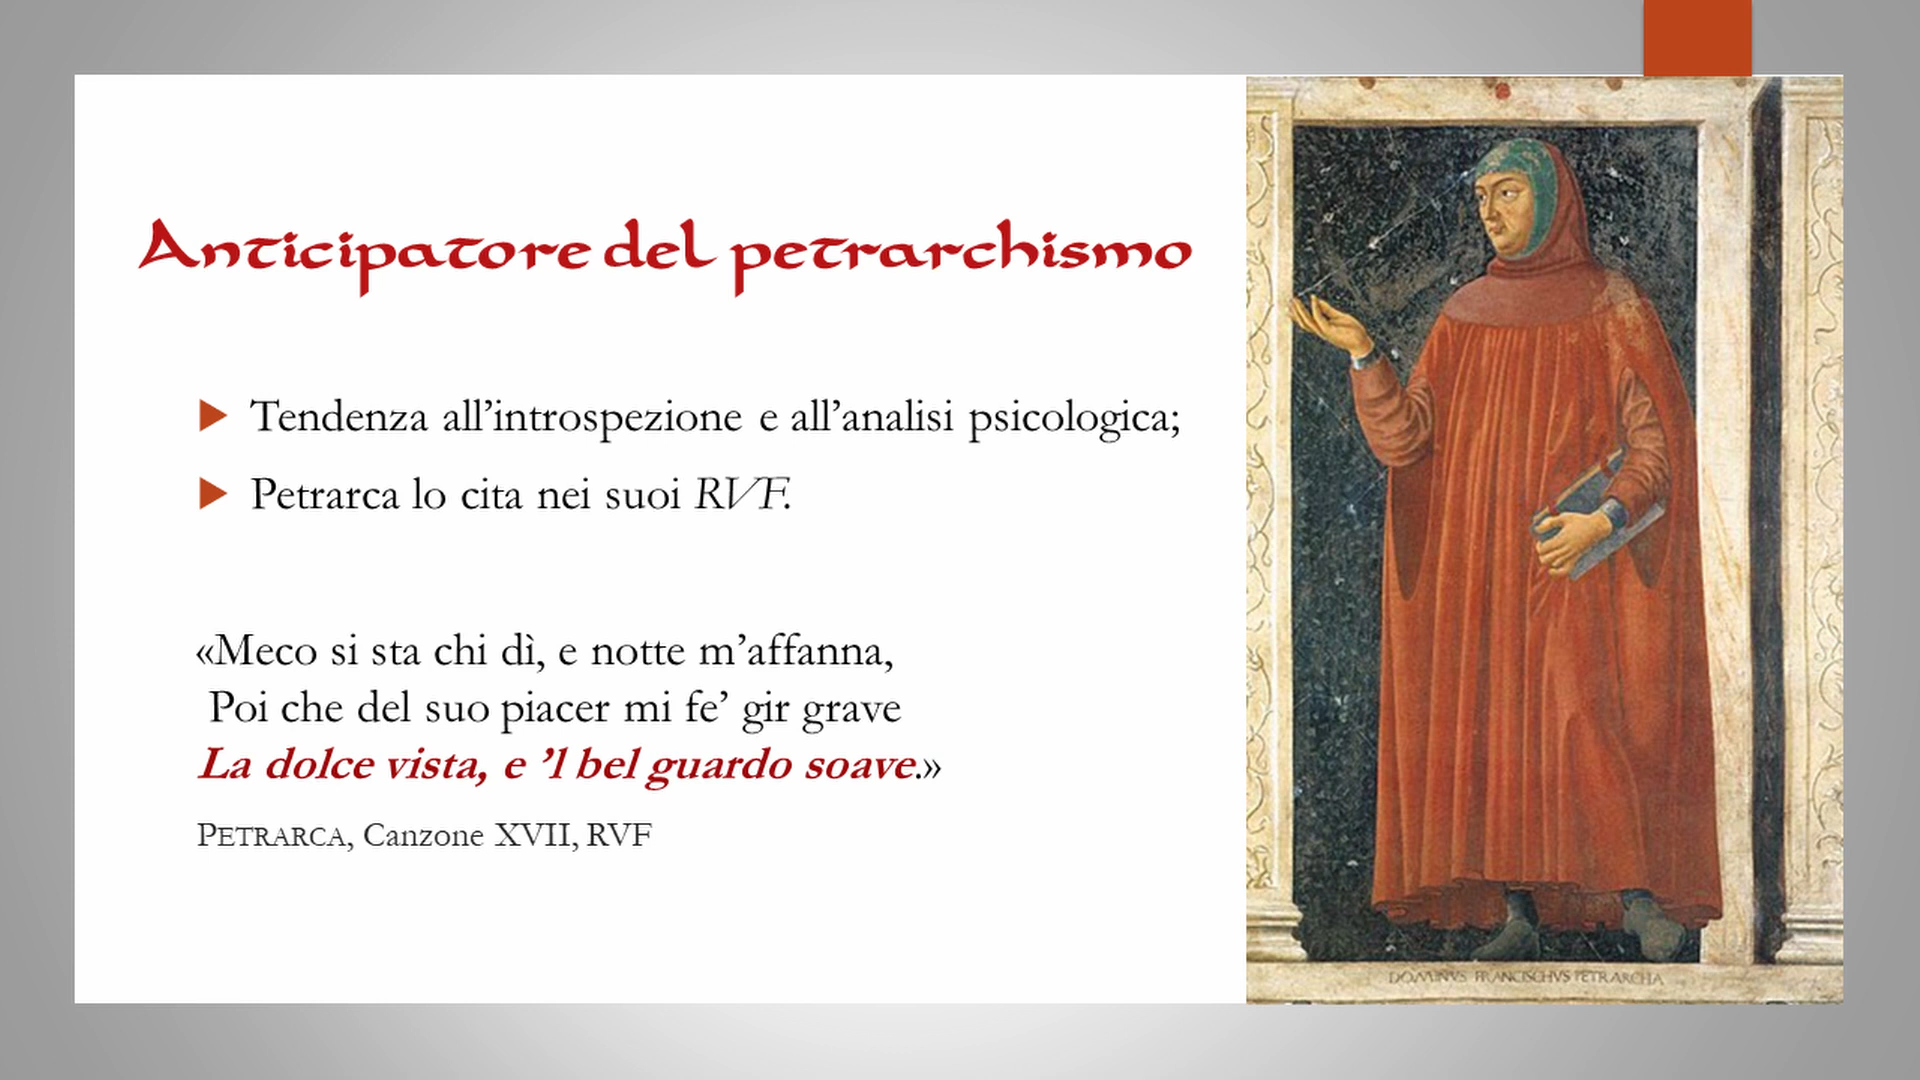 Anticipatore del petrarchismo
Tendenza all’introspezione e all’analisi psicologica;
Petrarca lo cita nei suoi RVF.
«Meco si sta chi dì, e notte m’affanna,
Poi che del suo piacer mi fe’ gir grave
La dolce vista, e ’l bel guardo soave.»
PETRARCA, Canzone XVII, RVF
DOMINVS FRANCISCHVS PETRARCHA